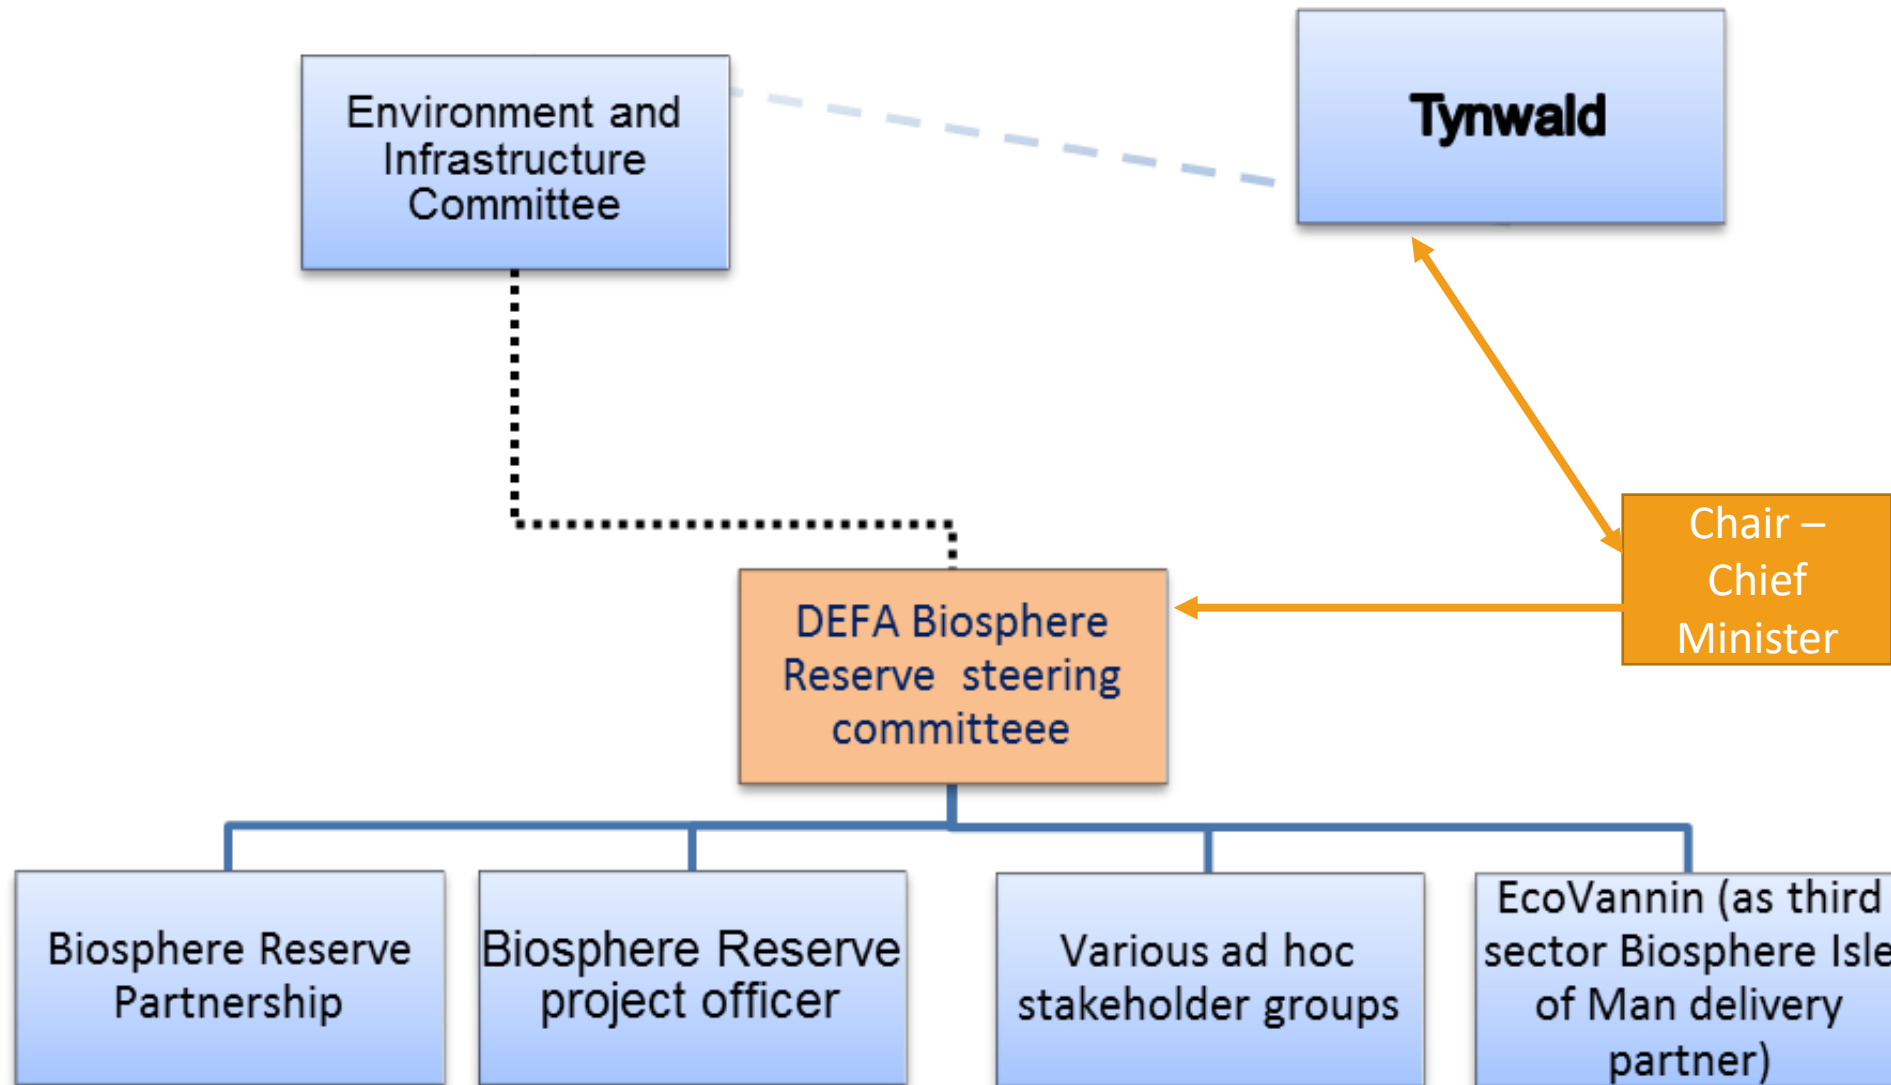 Environment and
Infrastructure
Committee
Tynwald
Chair –
Chief
Minister
DEFA Biosphere
Reserve steering
committeee
Biosphere Reserve
Partnership
Biosphere Reserve
project officer
Various ad hoc
stakeholder groups
EcoVannin (as third
sector Biosphere Isle
of Man delivery
partner)